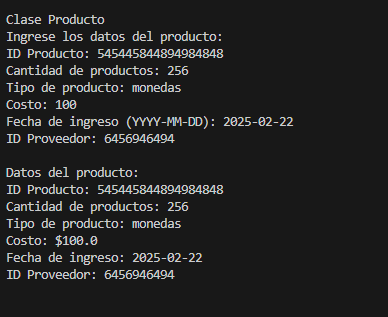 Clase Producto
Ingrese los datos del producto:
ID Producto: 545445844894984848
Cantidad de productos: 256
Tipo de producto: monedas
Costo: 100
Fecha de ingreso (YYYY-MM-DD): 2025-02-22
ID Proveedor: 6456946494

Datos del producto:
ID Producto: 545445844894984848
Cantidad de productos: 256
Tipo de producto: monedas
Costo: $100.0
Fecha de ingreso: 2025-02-22
ID Proveedor: 6456946494